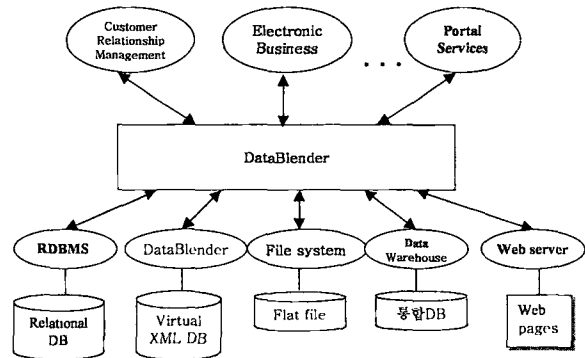 Customer
Relationship
Management
Electronic
Business
. . .
Portal
Services
DataBlender
RDBMS
DataBlender
File system
Data
Warehouse
Web server
Relational
DB
Virtual
XML DB
Flat file
통합DB
Web
pages